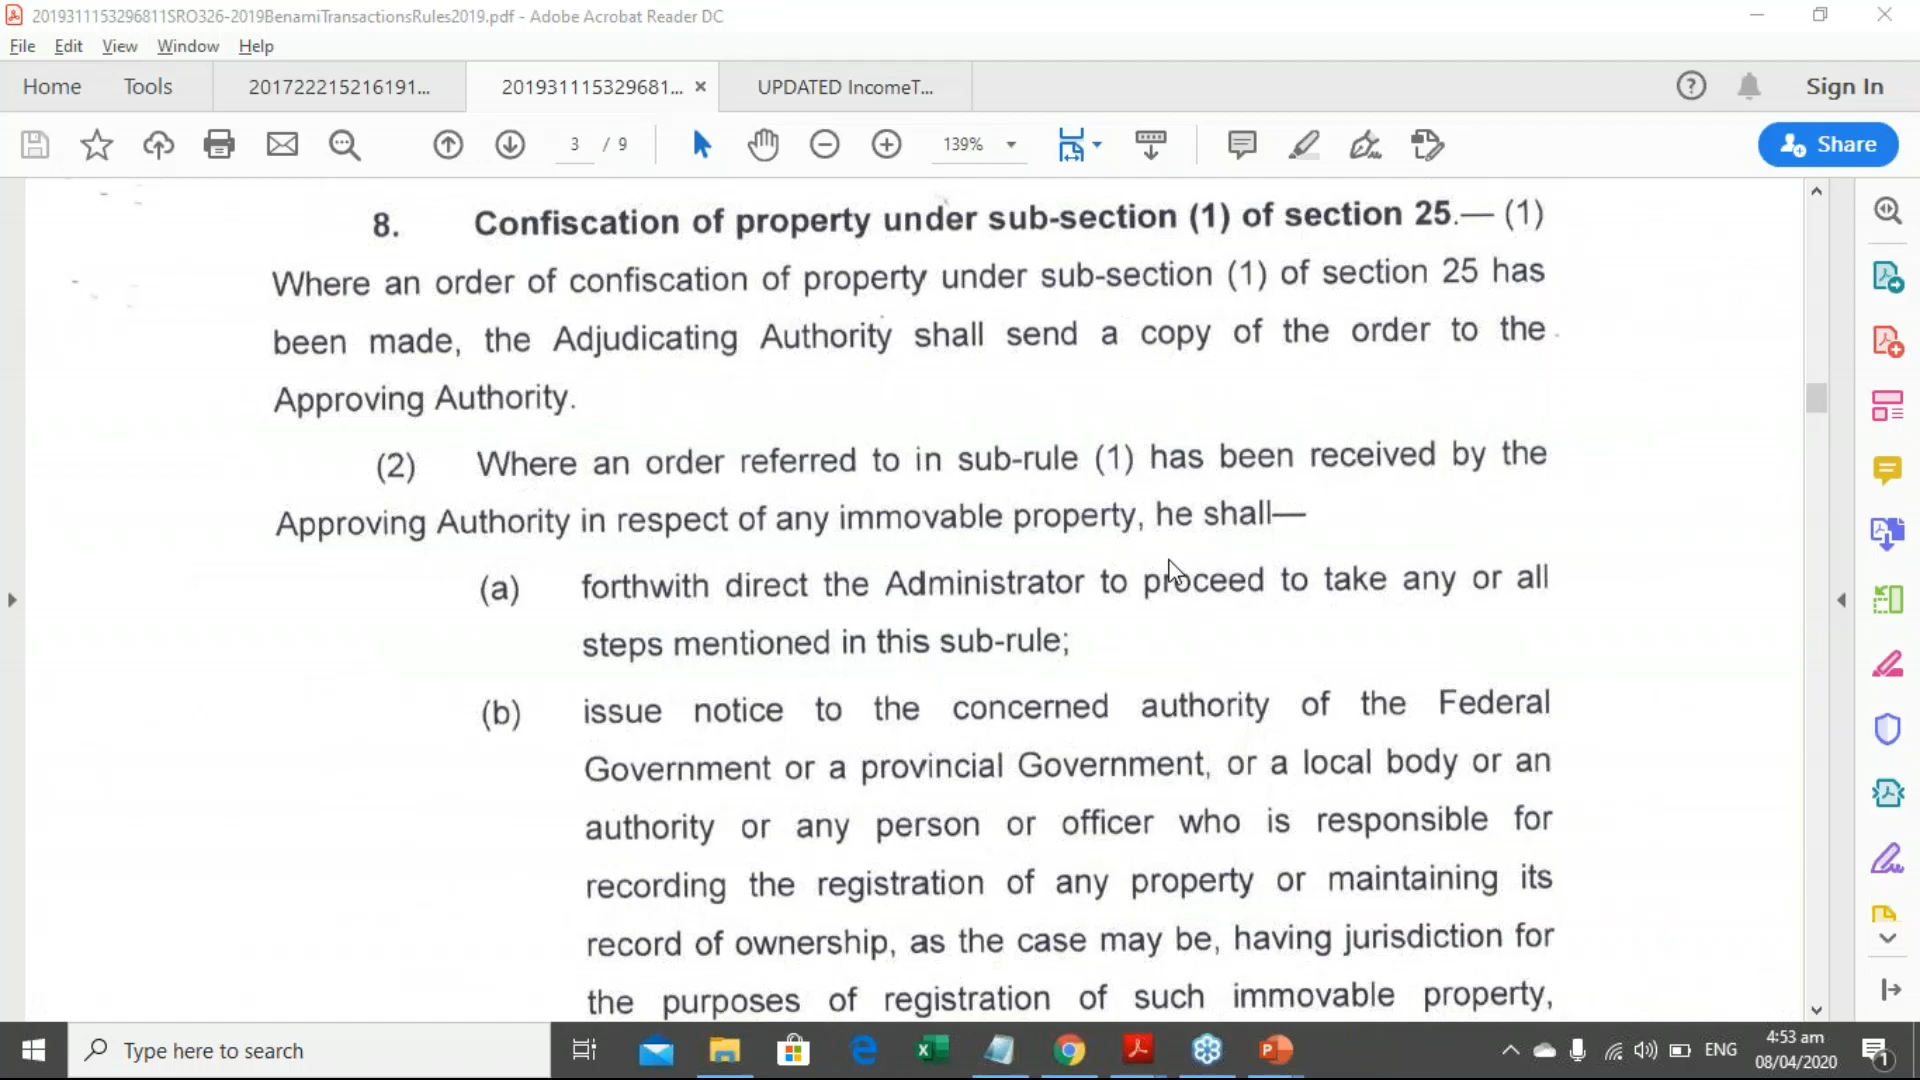 2019311153296811SRO326-2019BenamiTransactionsRules2019.pdf - Adobe Acrobat Reader DC
File Edit View Window Help
Home Tools 201722215216191... 201931115329681... × UPDATED IncomeT... Sign In
3 / 9 139% Share
8. Confiscation of property under sub-section (1) of section 25.— (1)
Where an order of confiscation of property under sub-section (1) of section 25 has
been made, the Adjudicating Authority shall send a copy of the order to the
Approving Authority.
(2) Where an order referred to in sub-rule (1) has been received by the
Approving Authority in respect of any immovable property, he shall—
(a) forthwith direct the Administrator to proceed to take any or all
steps mentioned in this sub-rule;
(b) issue notice to the concerned authority of the Federal
Government or a provincial Government, or a local body or an
authority or any person or officer who is responsible for
recording the registration of any property or maintaining its
record of ownership, as the case may be, having jurisdiction for
the purposes of registration of such immovable property,
Type here to search
ENG
4:53 am
08/04/2020
1